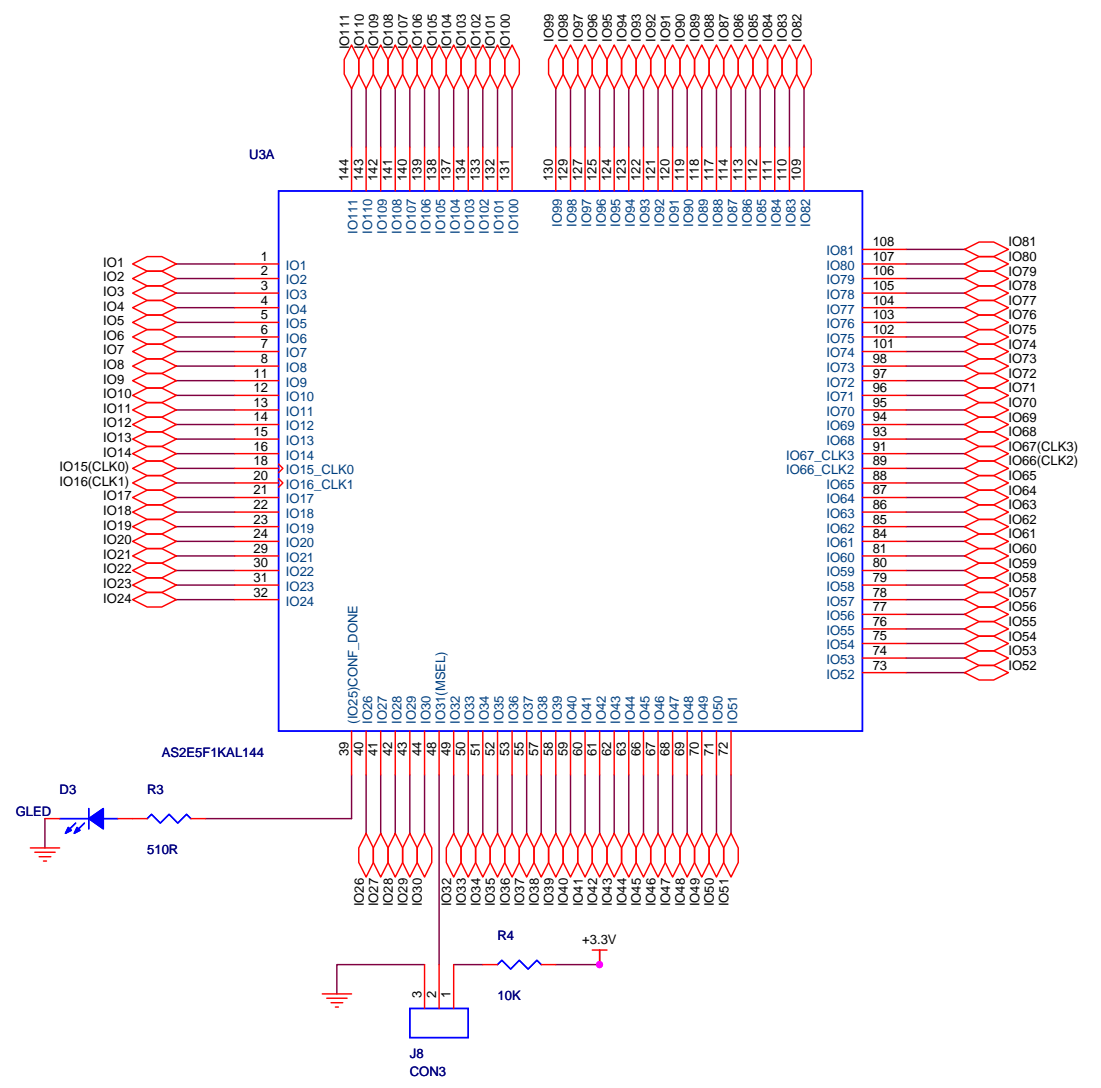 IO111 IO110 IO109 IO108 IO107 IO106 IO105 IO104 IO103 IO102 IO101 IO100 IO99 IO98 IO97 IO96 IO95 IO94 IO93 IO92 IO91 IO90 IO89 IO88 IO87 IO86 IO85 IO84 IO83 IO82
144 143 142 141 140 139 138 137 134 133 132 131 130 129 127 125 124 123 122 121 120 119 118 117 114 113 112 111 110 109
U3A
IO111 IO110 IO109 IO108 IO107 IO106 IO105 IO104 IO103 IO102 IO101 IO100 IO99 IO98 IO97 IO96 IO95 IO94 IO93 IO92 IO91 IO90 IO89 IO88 IO87 IO86 IO85 IO84 IO83 IO82
IO1 1 IO1
IO2 2 IO2
IO3 3 IO3
IO4 4 IO4
IO5 5 IO5
IO6 6 IO6
IO7 7 IO7
IO8 8 IO8
IO9 11 IO9
IO10 12 IO10
IO11 13 IO11
IO12 14 IO12
IO13 15 IO13
IO14 16 IO14
IO15(CLK0) 18 IO15_CLK0
IO16(CLK1) 20 IO16_CLK1
IO17 21 IO17
IO18 22 IO18
IO19 23 IO19
IO20 24 IO20
IO21 29 IO21
IO22 30 IO22
IO23 31 IO23
IO24 32 IO24
IO81 108 IO81
IO80 107 IO80
IO79 106 IO79
IO78 105 IO78
IO77 104 IO77
IO76 103 IO76
IO75 102 IO75
IO74 101 IO74
IO73 98 IO73
IO72 97 IO72
IO71 96 IO71
IO70 95 IO70
IO69 94 IO69
IO68 93 IO68
IO67_CLK3 91 IO67(CLK3)
IO66_CLK2 89 IO66(CLK2)
IO65 88 IO65
IO64 87 IO64
IO63 86 IO63
IO62 85 IO62
IO61 84 IO61
IO60 81 IO60
IO59 80 IO59
IO58 79 IO58
IO57 78 IO57
IO56 77 IO56
IO55 76 IO55
IO54 75 IO54
IO53 74 IO53
IO52 73 IO52
(IO25)CONF_DONE IO26 IO27 IO28 IO29 IO30 IO31(MSEL) IO32 IO33 IO34 IO35 IO36 IO37 IO38 IO39 IO40 IO41 IO42 IO43 IO44 IO45 IO46 IO47 IO48 IO49 IO50 IO51
AS2E5F1KAL144
39 40 41 42 43 44 48 49 50 51 52 53 55 57 58 59 60 61 62 63 66 67 68 69 70 71 72
D3
R3
GLED
510R
IO26 IO27 IO28 IO29 IO30 IO32 IO33 IO34 IO35 IO36 IO37 IO38 IO39 IO40 IO41 IO42 IO43 IO44 IO45 IO46 IO47 IO48 IO49 IO50 IO51
R4
+3.3V
10K
3 2 1
J8
CON3